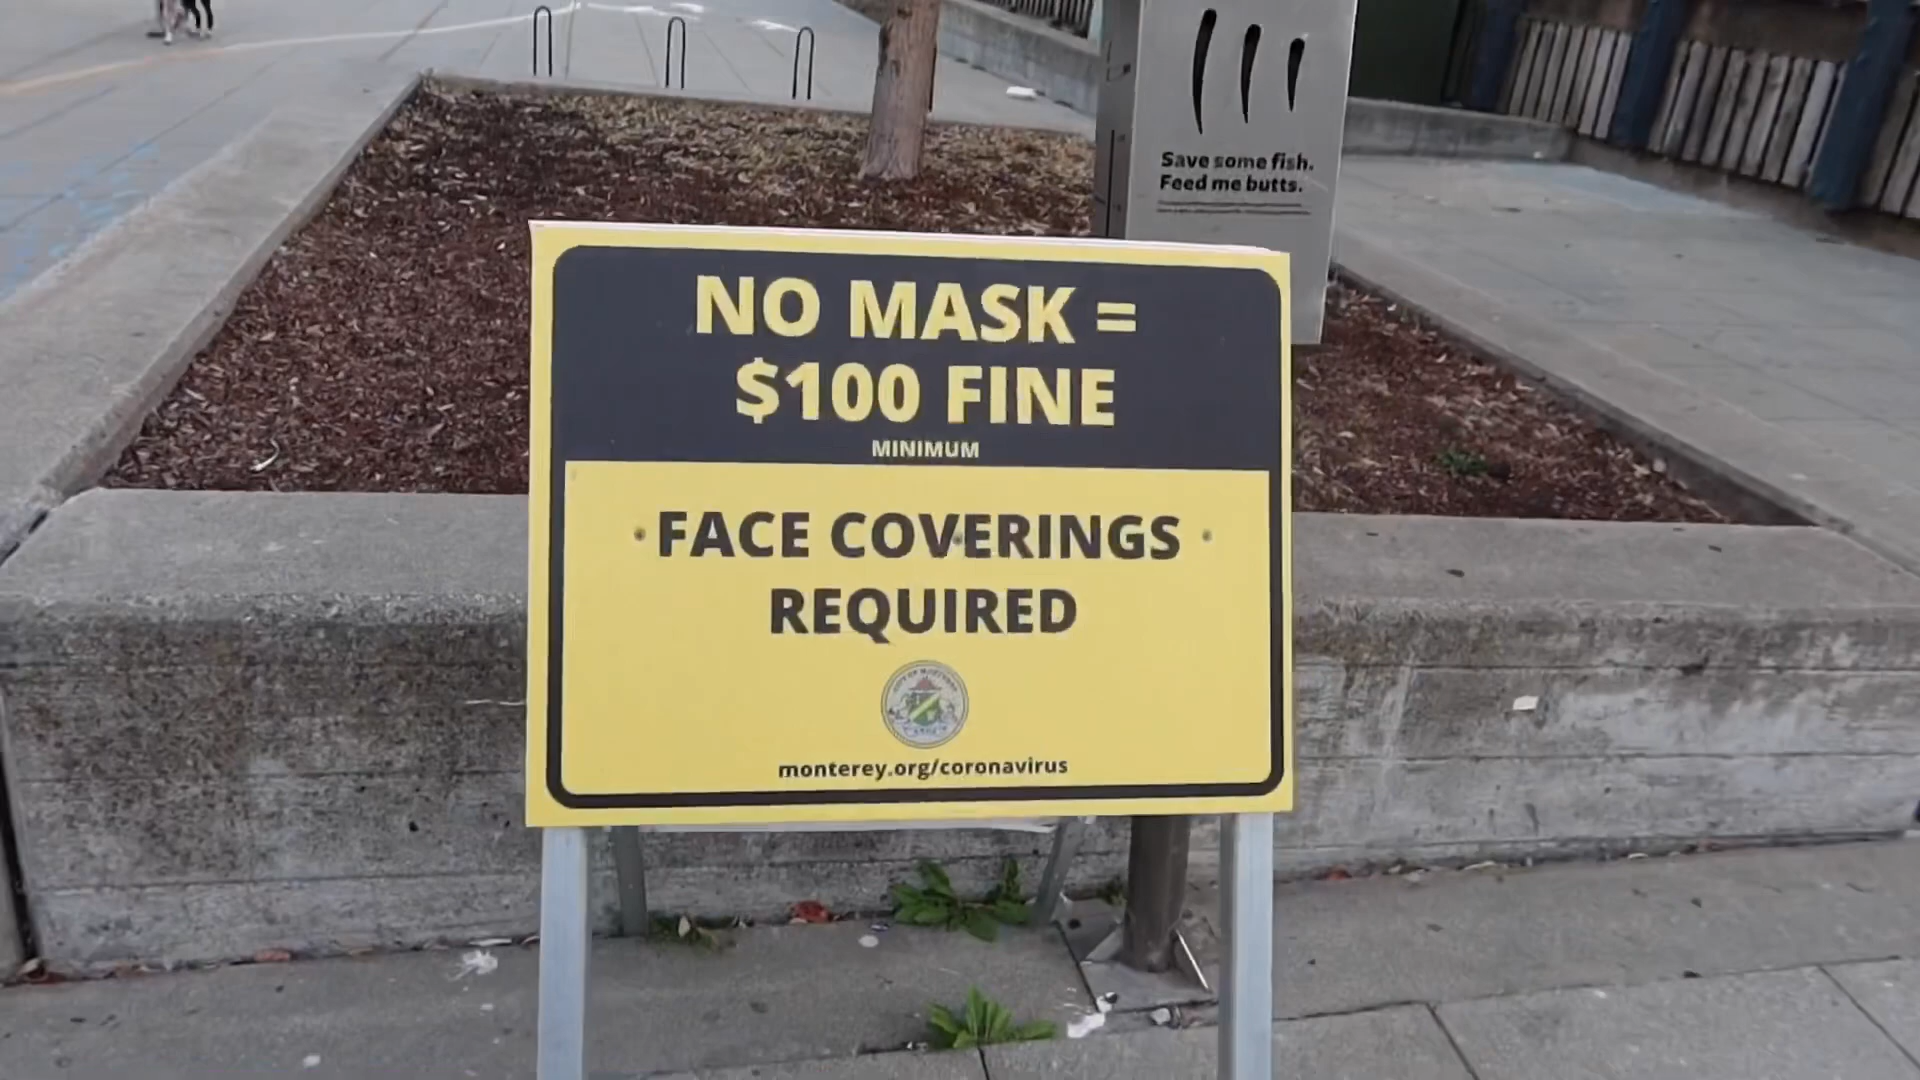 Save some fish.
Feed me butts.
NO MASK =
$100 FINE
MINIMUM
FACE COVERINGS
REQUIRED
monterey.org/coronavirus